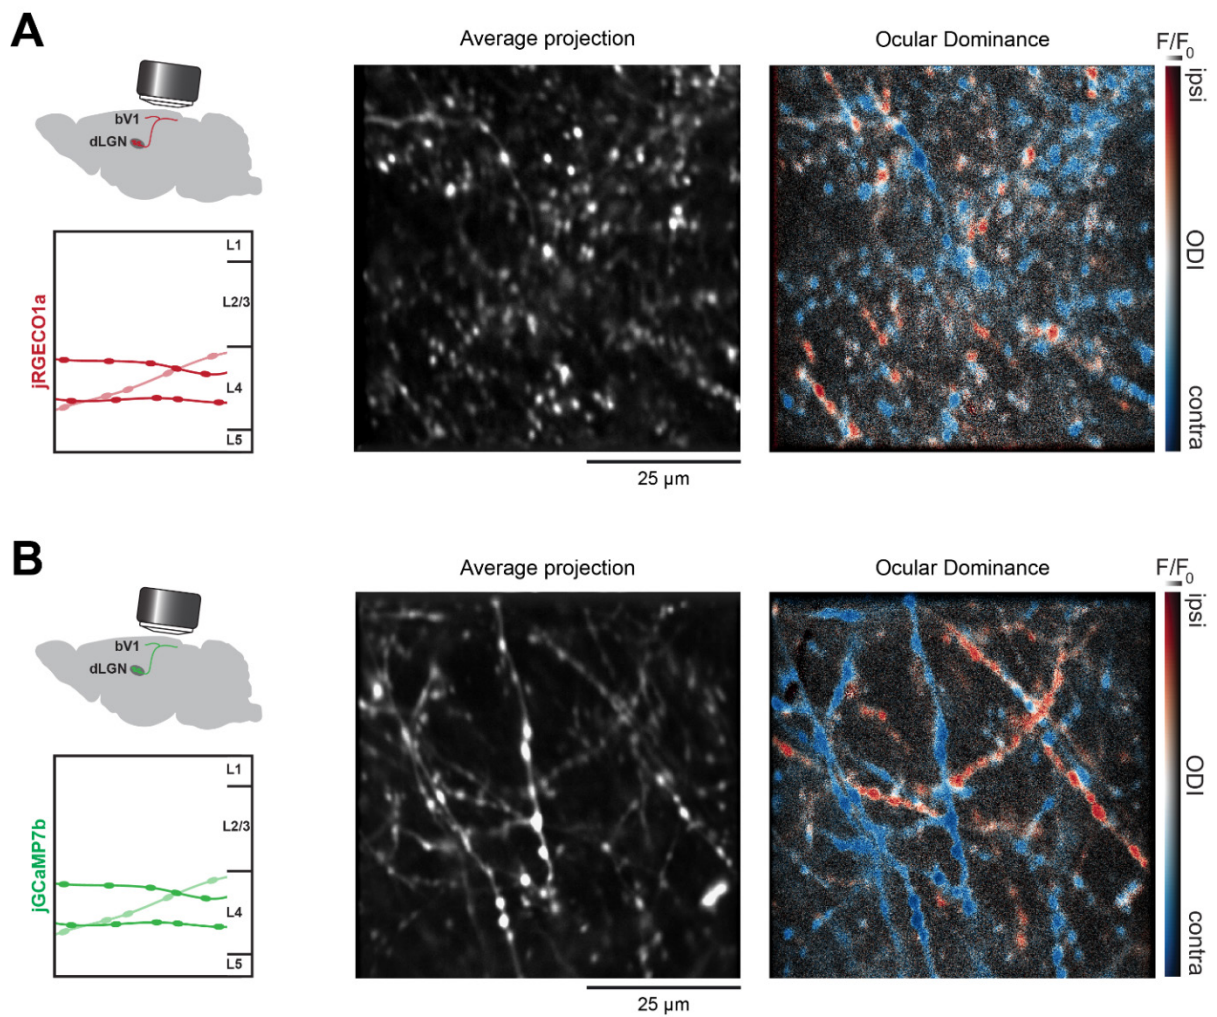 A
Average projection
Ocular Dominance
F/F0
ipsi
ODI
contra
bV1
dLGN
jRGECO1a
L1
L2/3
L4
L5
25 µm
B
Average projection
Ocular Dominance
F/F0
ipsi
ODI
contra
bV1
dLGN
jGCaMP7b
L1
L2/3
L4
L5
25 µm